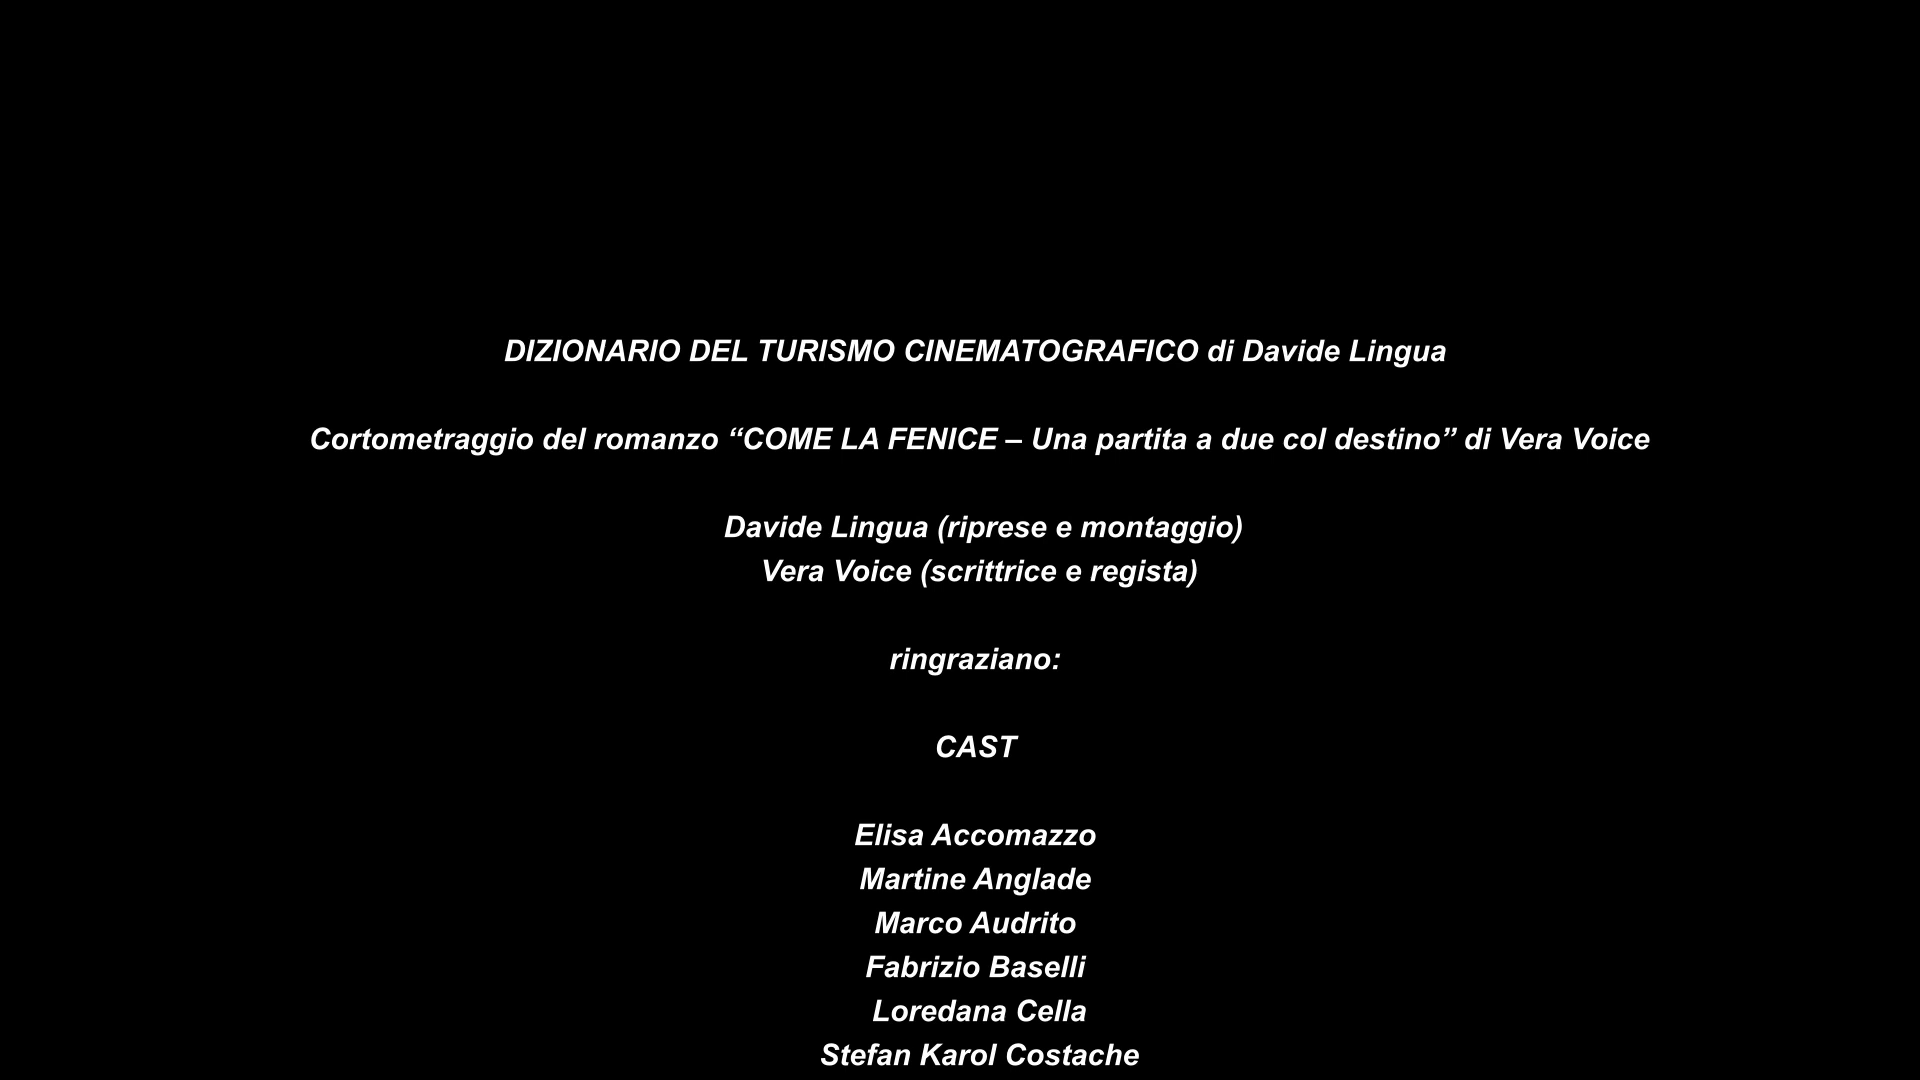 DIZIONARIO DEL TURISMO CINEMATOGRAFICO di Davide Lingua
Cortometraggio del romanzo “COME LA FENICE – Una partita a due col destino” di Vera Voice
Davide Lingua (riprese e montaggio)
Vera Voice (scrittrice e regista)
ringraziano:
CAST
Elisa Accomazzo
Martine Anglade
Marco Audrito
Fabrizio Baselli
Loredana Cella
Stefan Karol Costache